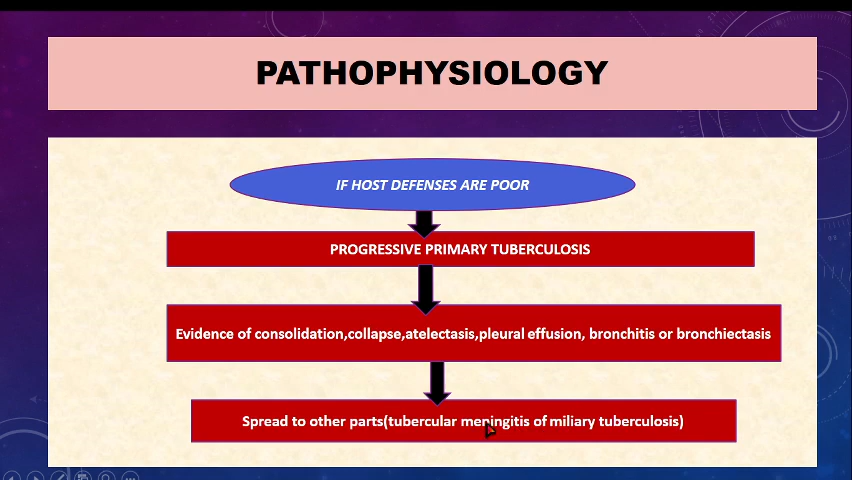 PATHOPHYSIOLOGY
IF HOST DEFENSES ARE POOR
PROGRESSIVE PRIMARY TUBERCULOSIS
Evidence of consolidation,collapse,atelectasis,pleural effusion, bronchitis or bronchiectasis
Spread to other parts(tubercular meningitis of miliary tuberculosis)